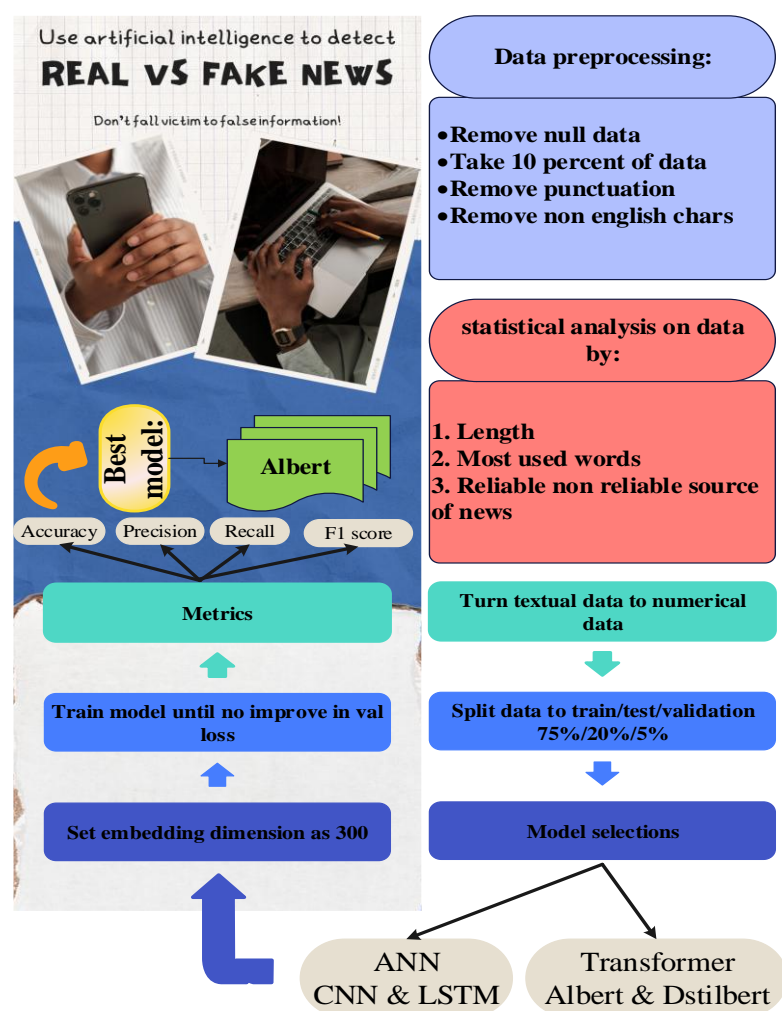 Use artificial intelligence to detect
REAL VS FAKE NEWS
Don't fall victim to false information!
Data preprocessing:
•Remove null data
•Take 10 percent of data
•Remove punctuation
•Remove non english chars
statistical analysis on data
by:
1. Length
2. Most used words
3. Reliable non reliable source
of news
Turn textual data to numerical
data
Split data to train/test/validation
75%/20%/5%
Model selections
ANN
CNN & LSTM
Transformer
Albert & Dstilbert
Set embedding dimension as 300
Train model until no improve in val
loss
Metrics
Accuracy
Precision
Recall
F1 score
Best
model:
Albert